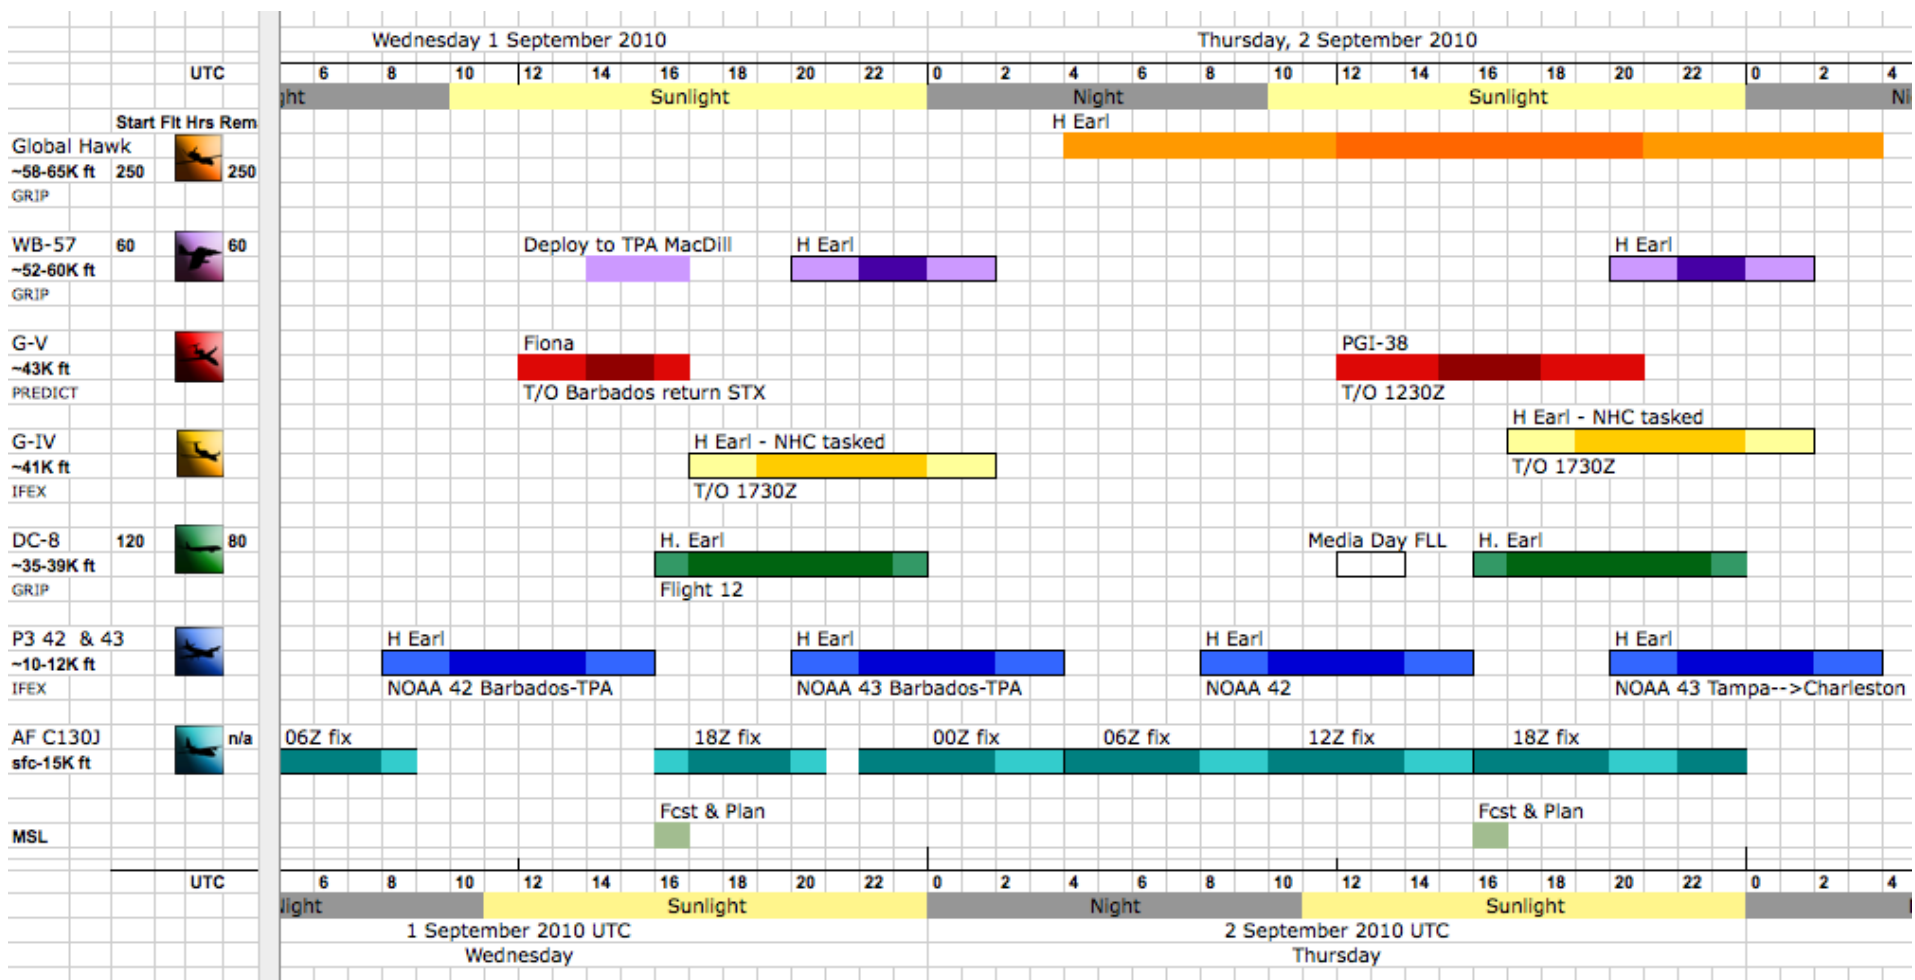 Wednesday 1 September 2010 Thursday, 2 September 2010
UTC 6 8 10 12 14 16 18 20 22 0 2 4 6 8 10 12 14 16 18 20 22 0 2 4
ght Sunlight Night Sunlight Ni
Start Flt Hrs Rem H Earl
Global Hawk
~58-65K ft 250 250
GRIP
WB-57 60 60 Deploy to TPA MacDill H Earl H Earl
~52-60K ft
GRIP
G-V Fiona PGI-38
~43K ft
PREDICT T/O Barbados return STX T/O 1230Z
H Earl - NHC tasked
G-IV H Earl - NHC tasked
~41K ft T/O 1730Z
IFEX T/O 1730Z
DC-8 120 80 H. Earl Media Day FLL H. Earl
~35-39K ft
GRIP Flight 12
P3 42 & 43 H Earl H Earl H Earl H Earl
~10-12K ft
IFEX NOAA 42 Barbados-TPA NOAA 43 Barbados-TPA NOAA 42 NOAA 43 Tampa-->Charleston
AF C130J n/a 06Z fix 18Z fix 00Z fix 06Z fix 12Z fix 18Z fix
sfc-15K ft
Fcst & Plan Fcst & Plan
MSL
UTC 6 8 10 12 14 16 18 20 22 0 2 4 6 8 10 12 14 16 18 20 22 0 2 4
light Sunlight Night Sunlight
1 September 2010 UTC 2 September 2010 UTC
Wednesday Thursday